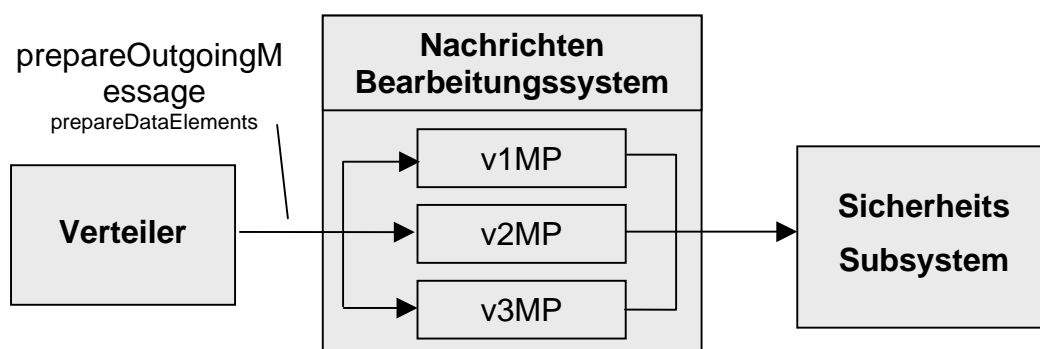 prepareOutgoingM
essage
prepareDataElements
Verteiler
Nachrichten
Bearbeitungssystem
v1MP
v2MP
v3MP
Sicherheits
Subsystem